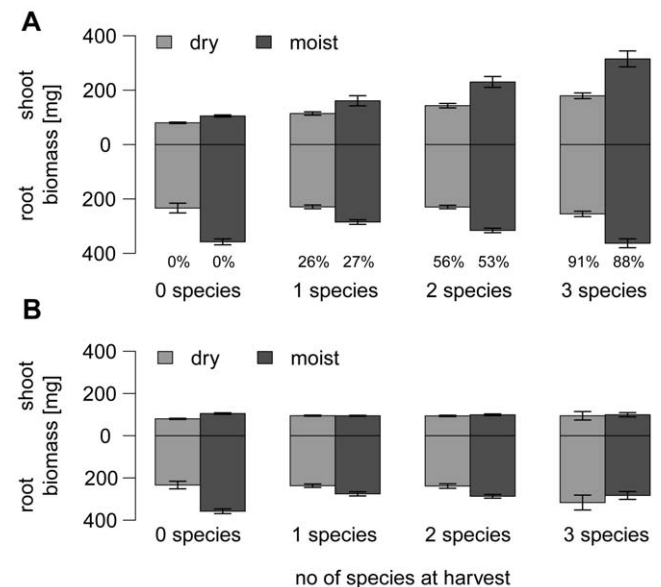 A
400
200
0
200
400
shoot
root
biomass [mg]
dry
moist
0% 0% 26% 27% 56% 53% 91% 88%
0 species 1 species 2 species 3 species
B
400
200
0
200
400
shoot
root
biomass [mg]
dry
moist
0 species 1 species 2 species 3 species
no of species at harvest